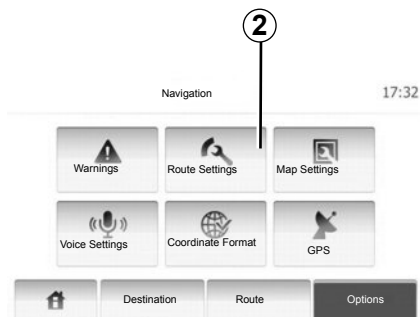 2
Navigation 17:32
Warnings Route Settings Map Settings
Voice Settings Coordinate Format GPS
Destination Route Options